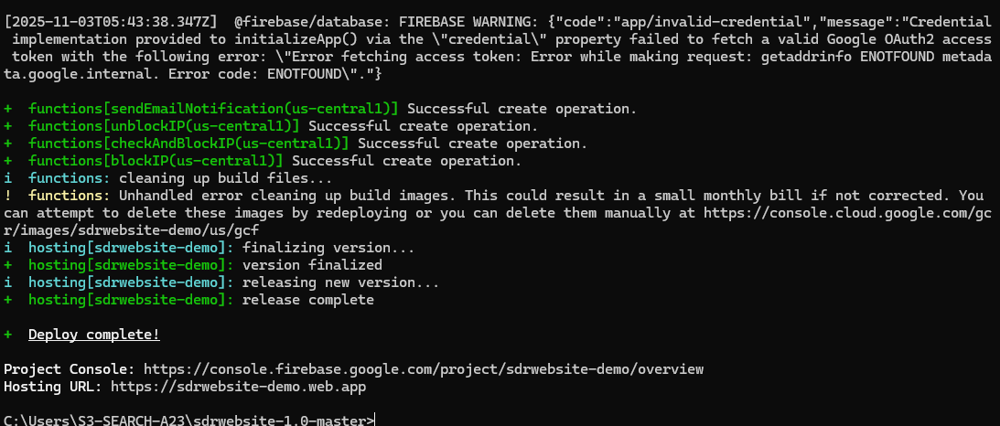 [2025-11-03T05:43:38.347Z]  @firebase/database: FIREBASE WARNING: {"code":"app/invalid-credential","message":"Credential
 implementation provided to initializeApp() via the \"credential\" property failed to fetch a valid Google OAuth2 access
 token with the following error: \"Error fetching access token: Error while making request: getaddrinfo ENOTFOUND metada
ta.google.internal. Error code: ENOTFOUND\"."}
+  functions[sendEmailNotification(us-central1)] Successful create operation.
+  functions[unblockIP(us-central1)] Successful create operation.
+  functions[checkAndBlockIP(us-central1)] Successful create operation.
+  functions[blockIP(us-central1)] Successful create operation.
i  functions: cleaning up build files...
!  functions: Unhandled error cleaning up build images. This could result in a small monthly bill if not corrected. You
can attempt to delete these images by redeploying or you can delete them manually at https://console.cloud.google.com/gc
r/images/sdrwebsite-demo/us/gcf
i  hosting[sdrwebsite-demo]: finalizing version...
+  hosting[sdrwebsite-demo]: version finalized
i  hosting[sdrwebsite-demo]: releasing new version...
+  hosting[sdrwebsite-demo]: release complete
+  Deploy complete!
Project Console: https://console.firebase.google.com/project/sdrwebsite-demo/overview
Hosting URL: https://sdrwebsite-demo.web.app
C:\Users\S3-SEARCH-A23\sdrwebsite-1.0-master>